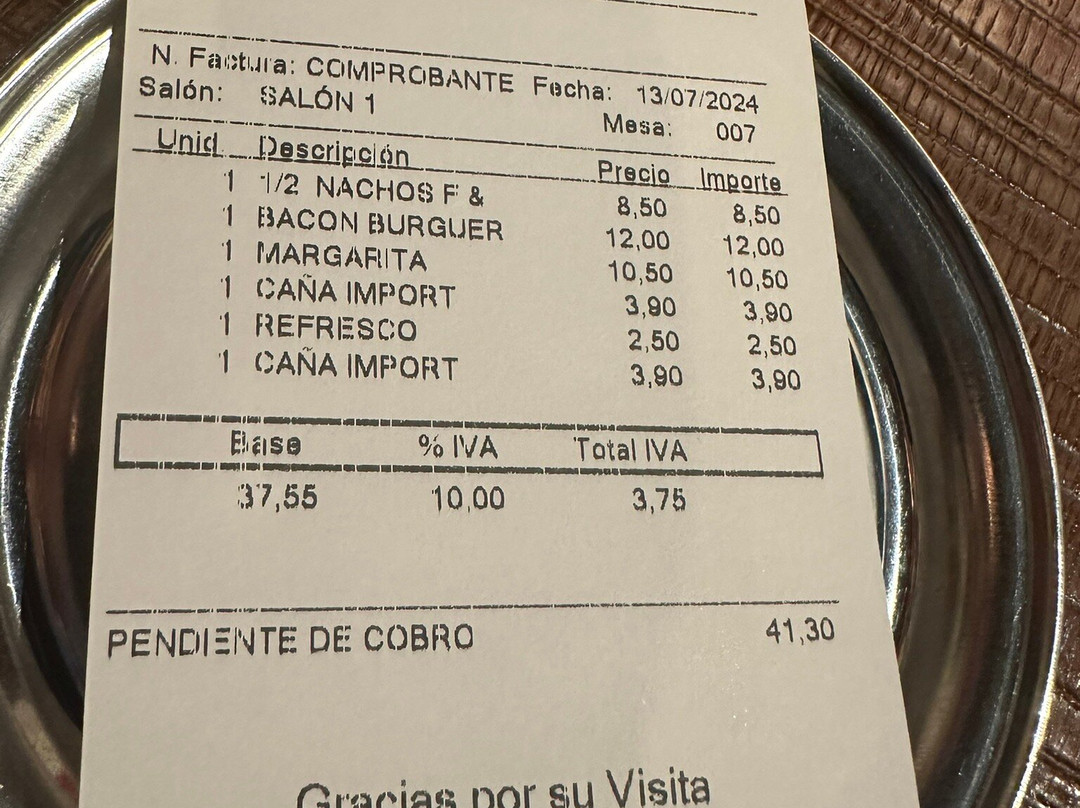 N. Factura: COMPROBANTE Fecha: 13/07/2024
Salón: SALÓN 1 Mesa: 007
Unid. Descripción Precio Importe
1 1/2 NACHOS F & 8,50 8,50
1 BACON BURGUER 12,00 12,00
1 MARGARITA 10,50 10,50
1 CAÑA IMPORT 3,90 3,90
1 REFRESCO 2,50 2,50
1 CAÑA IMPORT 3,90 3,90
Base % IVA Total IVA
37,55 10,00 3,75
PENDIENTE DE COBRO 41,30
Gracias por su Visita